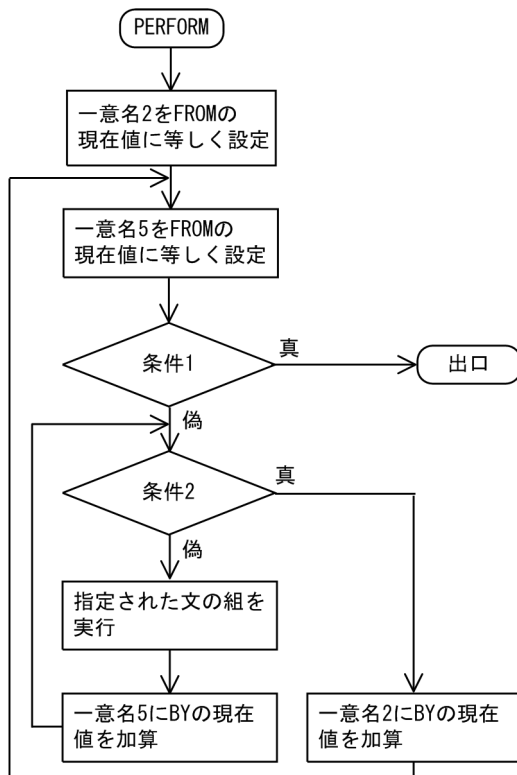 PERFORM
一意名2をFROMの
現在値に等しく設定
一意名5をFROMの
現在値に等しく設定
条件1
真
出口
偽
条件2
真
偽
指定された文の組を
実行
一意名5にBYの現在
値を加算
一意名2にBYの現在
値を加算